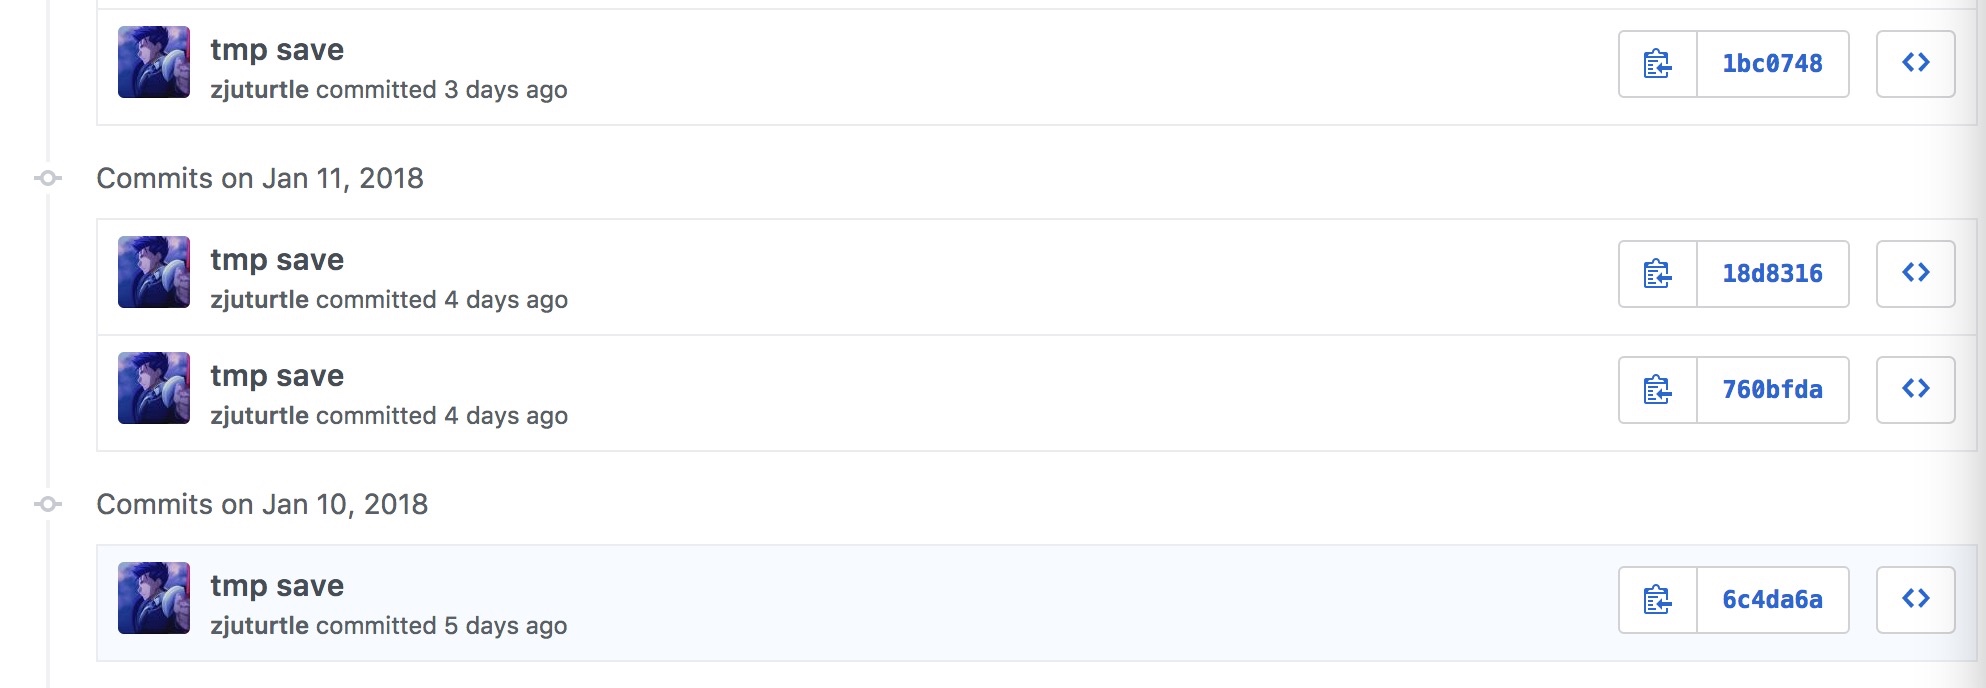 tmp save
zjuturtle committed 3 days ago
1bc0748
Commits on Jan 11, 2018
tmp save
zjuturtle committed 4 days ago
18d8316
tmp save
zjuturtle committed 4 days ago
760bfda
Commits on Jan 10, 2018
tmp save
zjuturtle committed 5 days ago
6c4da6a